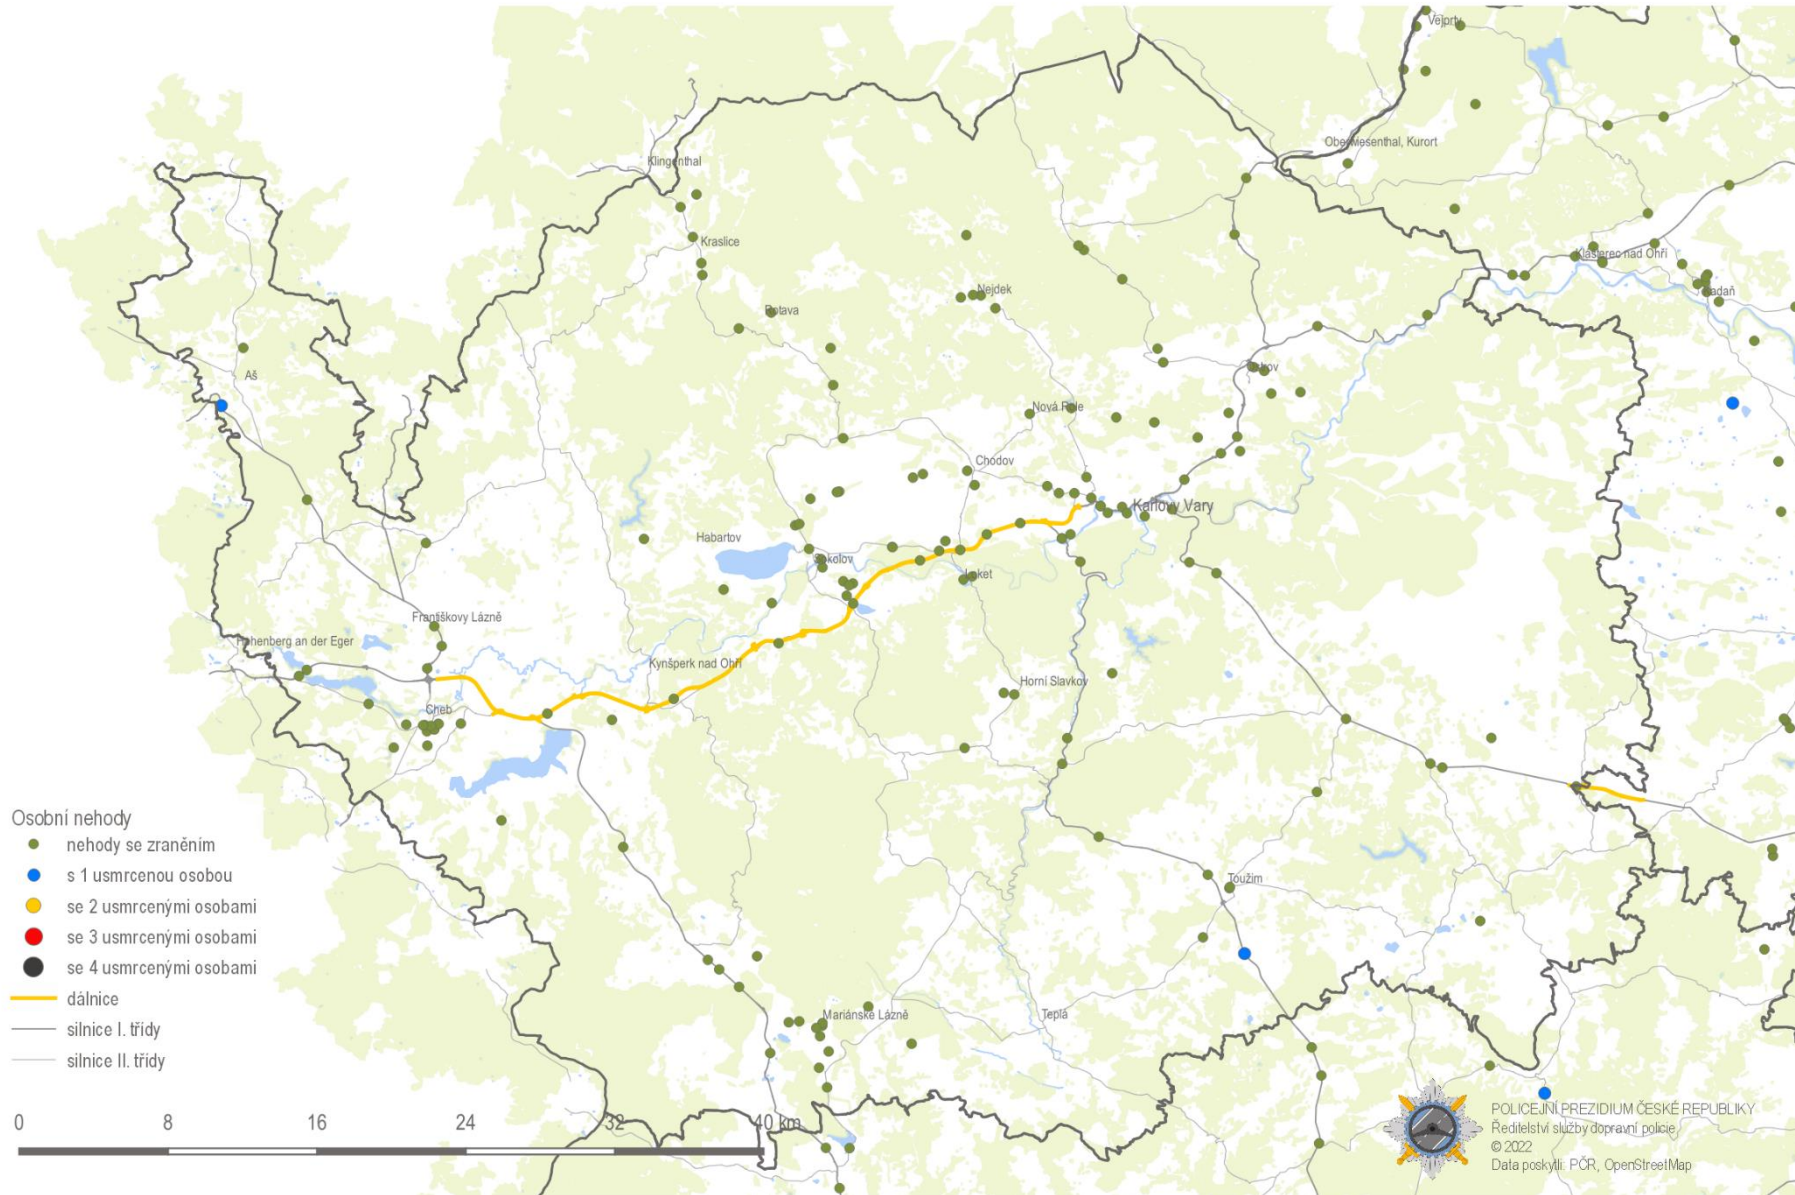 Vejprty
Oberwiesenthal, Kurort
Klingenthal
Kraslice
Klášterec nad Ohří
Kadaň
Nejdek
Rotava
Ostrov
Aš
Nová Role
Chodov
Karlovy Vary
Habartov
Sokolov
Loket
Františkovy Lázně
Hohenberg an der Eger
Kynšperk nad Ohří
Horní Slavkov
Cheb
Osobní nehody
nehody se zraněním
s 1 usmrcenou osobou
se 2 usmrcenými osobami
se 3 usmrcenými osobami
se 4 usmrcenými osobami
dálnice
silnice I. třídy
silnice II. třídy
Toužim
Mariánské Lázně
Teplá
0 8 16 24 32 40 km
POLICEJNÍ PREZIDIUM ČESKÉ REPUBLIKY
Ředitelství služby dopravní policie
© 2022
Data poskytli: PČR, OpenStreetMap